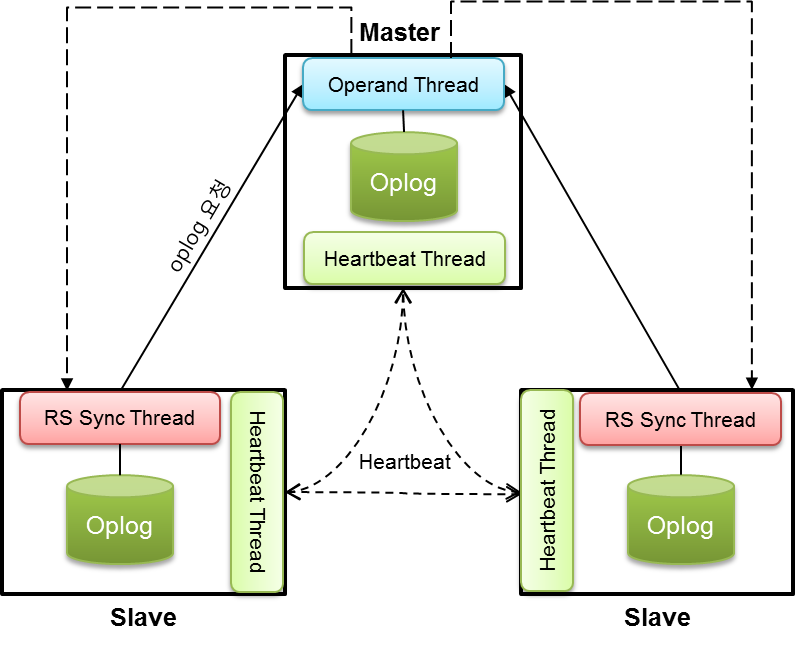 Master
Operand Thread
Oplog
Heartbeat Thread
oplog 요청
RS Sync Thread
Oplog
Heartbeat Thread
Heartbeat
Heartbeat Thread
RS Sync Thread
Oplog
Slave
Slave